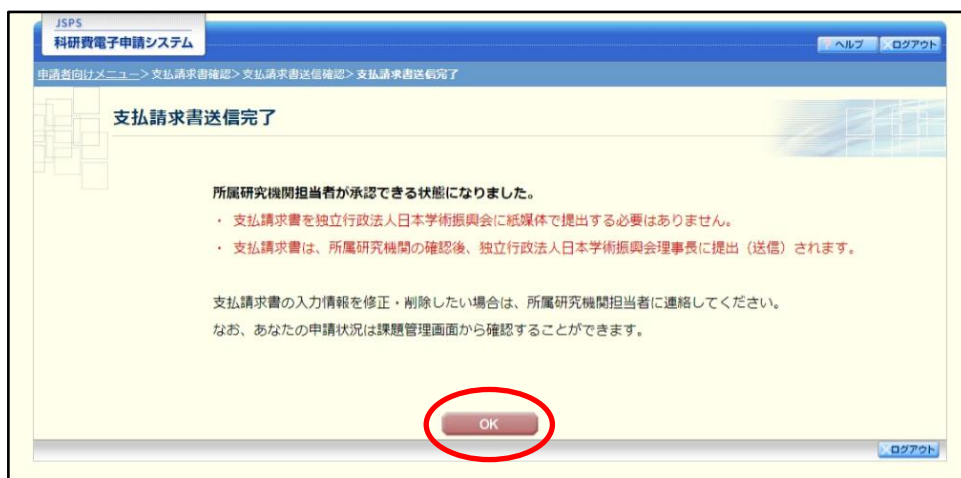 JSPS
科研費電子申請システム
ヘルプ ログアウト
申請者向けメニュー>支払請求書確認>支払請求書送信確認>支払請求書送信完了
支払請求書送信完了
所属研究機関担当者が承認できる状態になりました。
・ 支払請求書を独立行政法人日本学術振興会に紙媒体で提出する必要はありません。
・ 支払請求書は、所属研究機関の確認後、独立行政法人日本学術振興会理事長に提出（送信）されます。
支払請求書の入力情報を修正・削除したい場合は、所属研究機関担当者に連絡してください。
なお、あなたの申請状況は課題管理画面から確認することができます。
OK
ログアウト